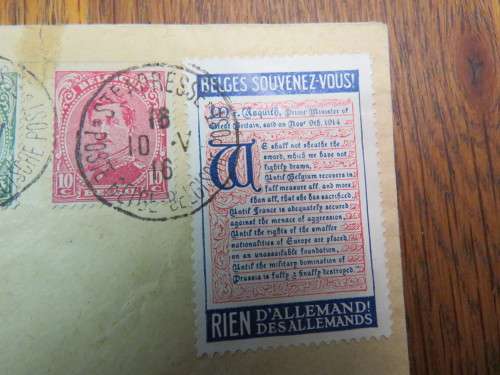 BELGIQUE
10 10
18
10 V
16
BELGES SOUVENEZ-VOUS!
Mr. Asquith, Prime Minister of
Great Britain, said on Nov 9th, 1914
We shall not sheathe the
sword, which we have not
lightly drawn,
Until Belgium recovers in
full measure all, and more
than all, that she has sacrificed,
Until France is adequately secured
against the menace of aggression,
Until the rights of the smaller
nationalities of Europe are placed
on an unassailable foundation,
Until the military domination of
Prussia is fully & finally destroyed.
RIEN D'ALLEMAND!
DES ALLEMANDS